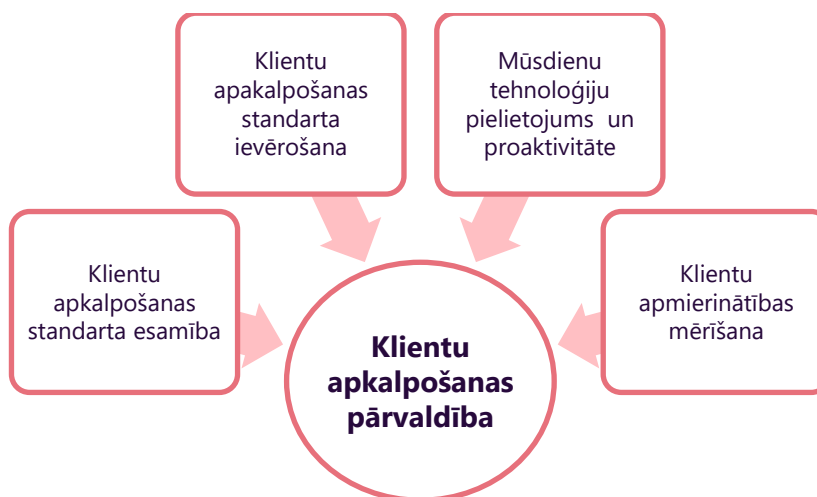 Klientu
apakalpošanas
standarta
ievērošana
Mūsdienu
tehnoloģiju
pielietojums un
proaktivitāte
Klientu
apkalpošanas
standarta esamība
Klientu
apmierinātības
mērīšana
Klientu
apkalpošanas
pārvaldība